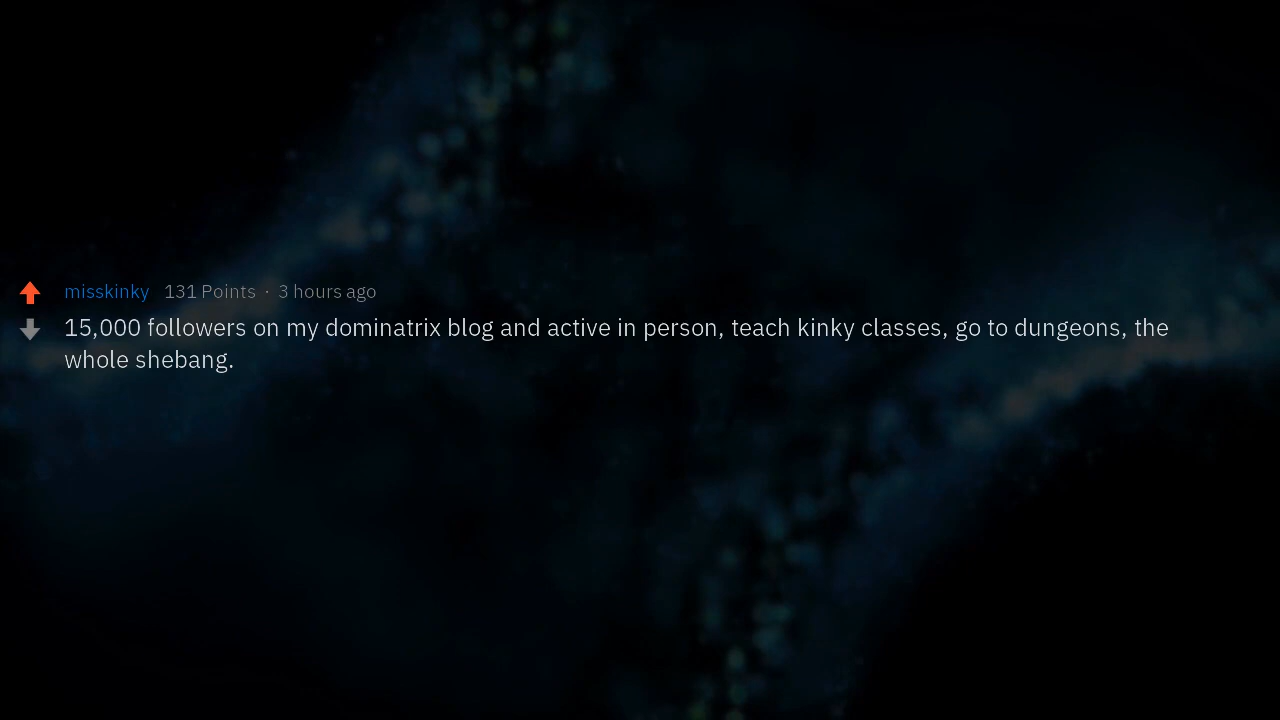 misskinky 131 Points · 3 hours ago
15,000 followers on my dominatrix blog and active in person, teach kinky classes, go to dungeons, the
whole shebang.